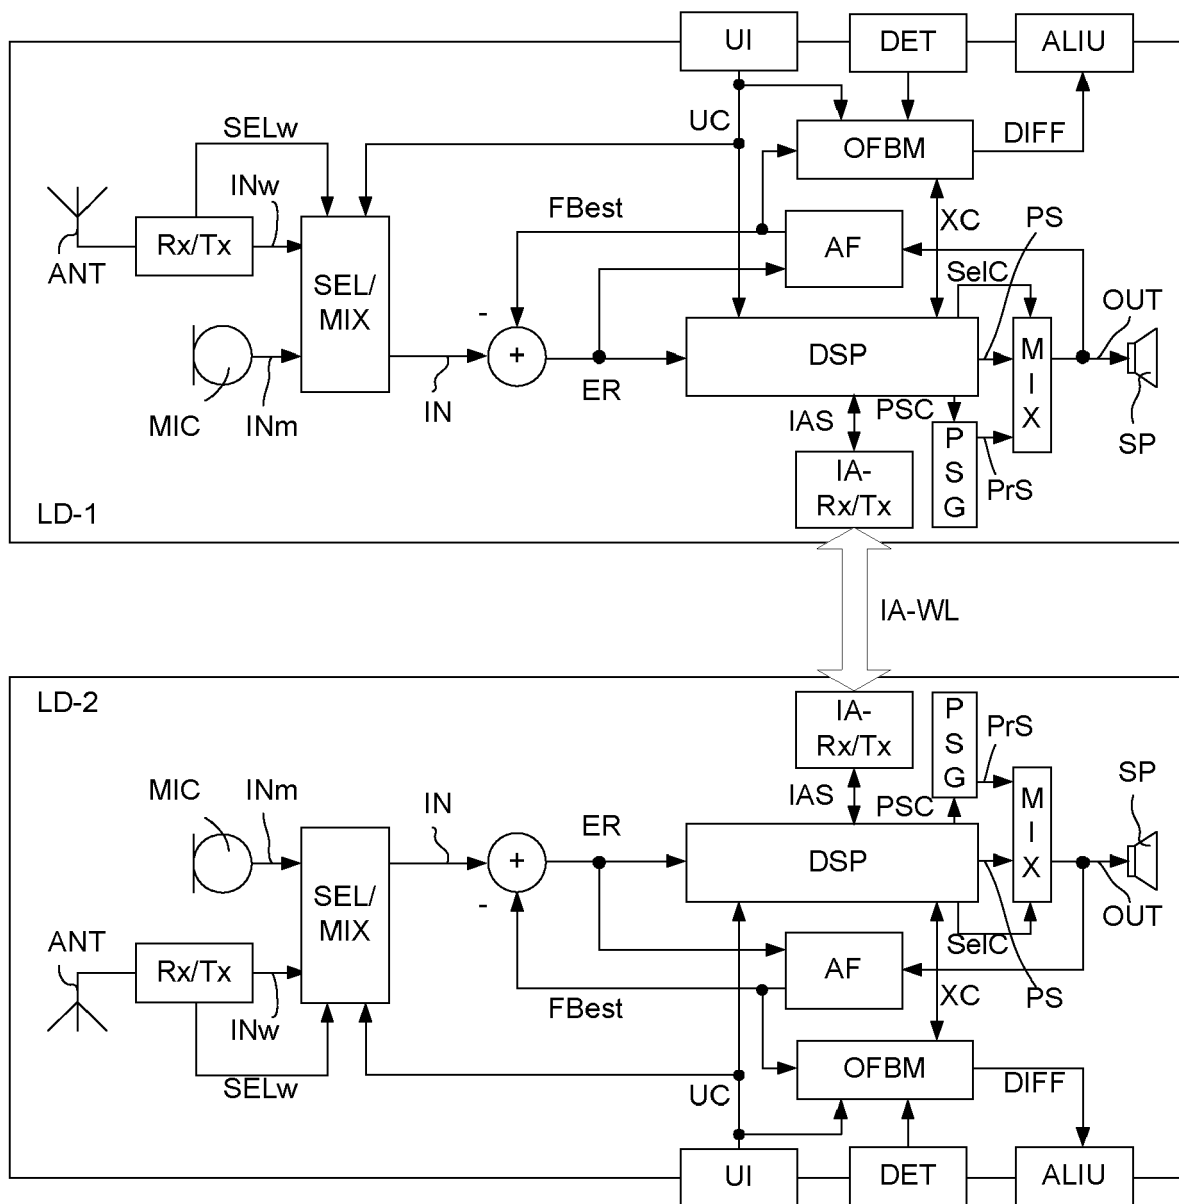 UI
DET
ALIU
SELw
UC
OFBM
DIFF
INw
FBest
XC
PS
ANT
Rx/Tx
AF
SelC
OUT
SEL/
MIX
-
+
DSP
M
I
X
MIC
INm
IN
ER
IAS
PSC
SP
IA-
Rx/Tx
P
S
G
PrS
LD-1
IA-WL
LD-2
IA-
Rx/Tx
P
S
G
PrS
MIC
INm
IN
ER
IAS
PSC
M
I
X
SP
SEL/
MIX
+
-
DSP
OUT
ANT
Rx/Tx
AF
SelC
INw
FBest
XC
PS
SELw
UC
OFBM
DIFF
UI
DET
ALIU